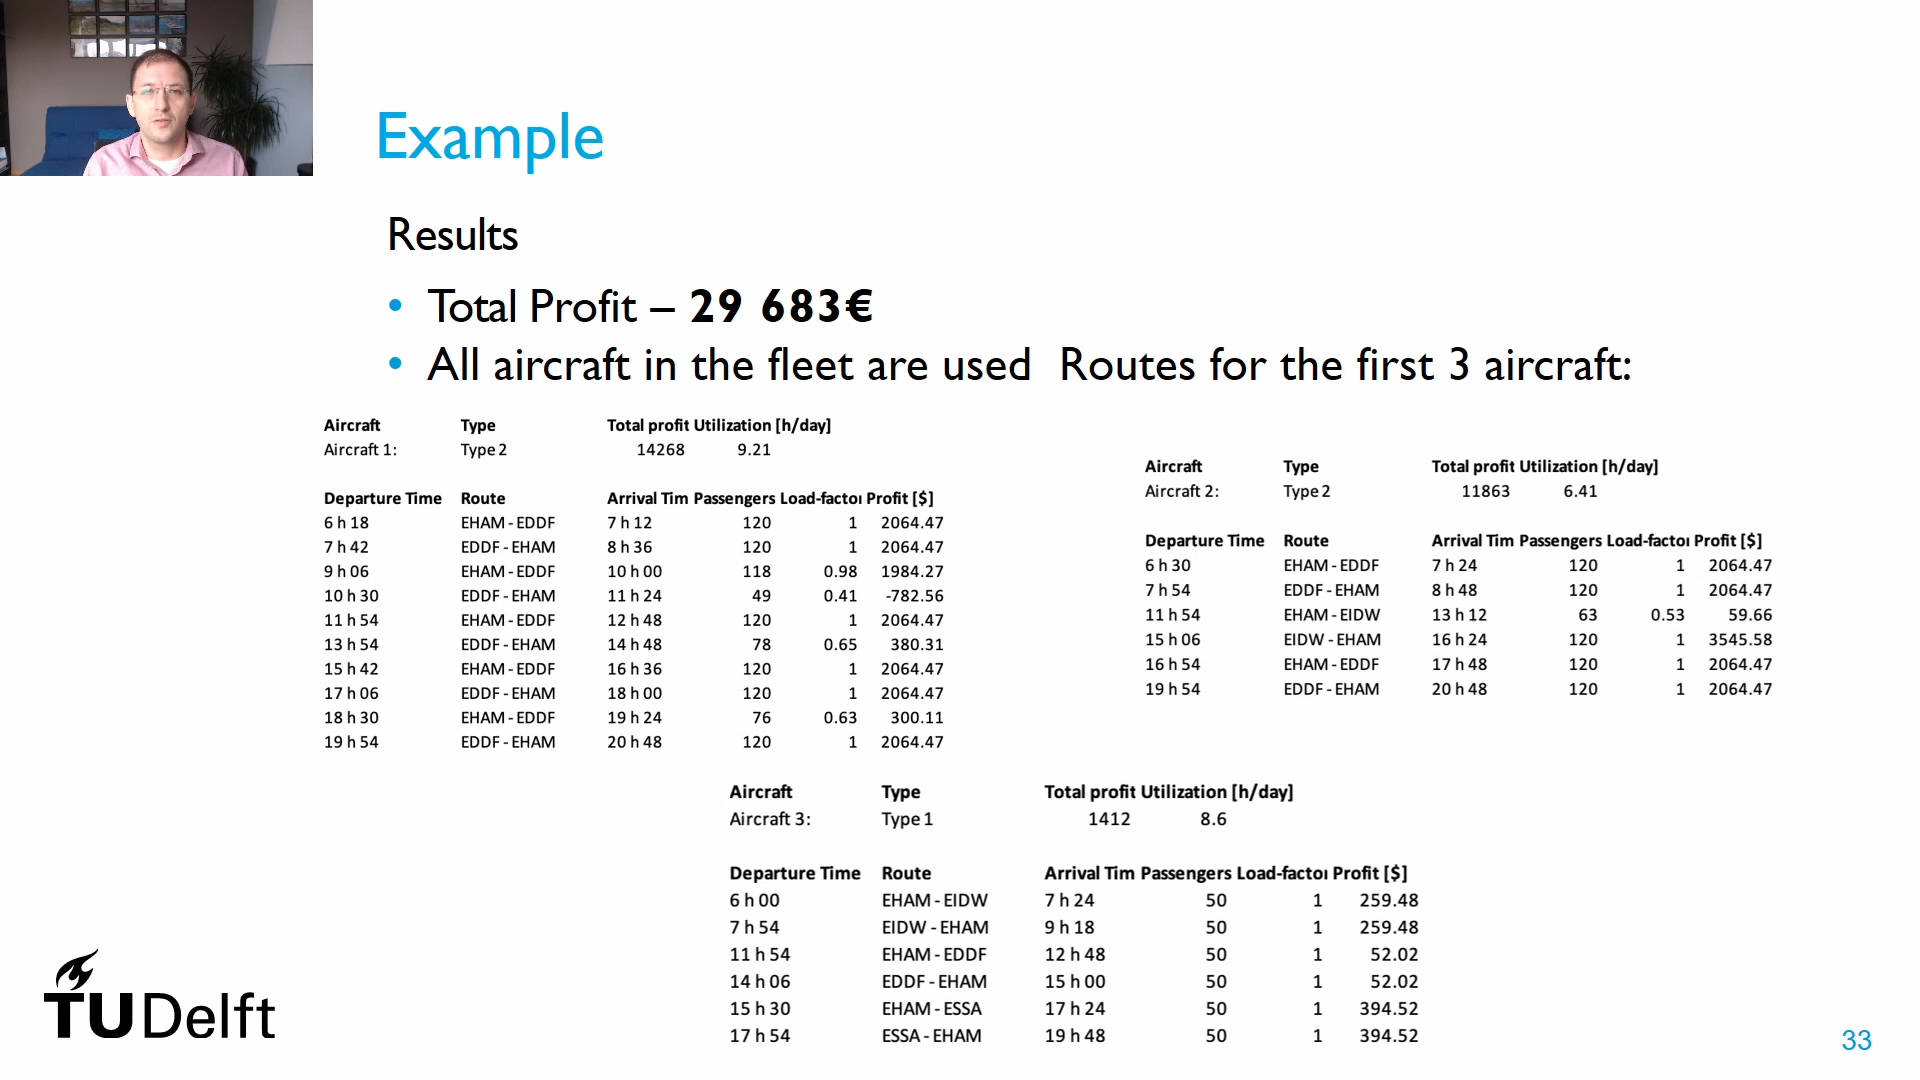 Example
Results
• Total Profit – 29 683€
• All aircraft in the fleet are used Routes for the first 3 aircraft:
Aircraft Type Total profit Utilization [h/day]
Aircraft 1: Type 2 14268 9.21
Departure Time Route Arrival Tim Passengers Load-factor Profit [$]
6 h 18 EHAM - EDDF 7 h 12 120 1 2064.47
7 h 42 EDDF - EHAM 8 h 36 120 1 2064.47
9 h 06 EHAM - EDDF 10 h 00 118 0.98 1984.27
10 h 30 EDDF - EHAM 11 h 24 49 0.41 -782.56
11 h 54 EHAM - EDDF 12 h 48 120 1 2064.47
13 h 54 EDDF - EHAM 14 h 48 78 0.65 380.31
15 h 42 EHAM - EDDF 16 h 36 120 1 2064.47
17 h 06 EDDF - EHAM 18 h 00 120 1 2064.47
18 h 30 EHAM - EDDF 19 h 24 76 0.63 300.11
19 h 54 EDDF - EHAM 20 h 48 120 1 2064.47
Aircraft Type Total profit Utilization [h/day]
Aircraft 2: Type 2 11863 6.41
Departure Time Route Arrival Tim Passengers Load-factor Profit [$]
6 h 30 EHAM - EDDF 7 h 24 120 1 2064.47
7 h 54 EDDF - EHAM 8 h 48 120 1 2064.47
11 h 54 EHAM - EIDW 13 h 12 63 0.53 59.66
15 h 06 EIDW - EHAM 16 h 24 120 1 3545.58
16 h 54 EHAM - EDDF 17 h 48 120 1 2064.47
19 h 54 EDDF - EHAM 20 h 48 120 1 2064.47
Aircraft Type Total profit Utilization [h/day]
Aircraft 3: Type 1 1412 8.6
Departure Time Route Arrival Tim Passengers Load-factor Profit [$]
6 h 00 EHAM - EIDW 7 h 24 50 1 259.48
7 h 54 EIDW - EHAM 9 h 18 50 1 259.48
11 h 54 EHAM - EDDF 12 h 48 50 1 52.02
14 h 06 EDDF - EHAM 15 h 00 50 1 52.02
15 h 30 EHAM - ESSA 17 h 24 50 1 394.52
17 h 54 ESSA - EHAM 19 h 48 50 1 394.52
TU Delft
33